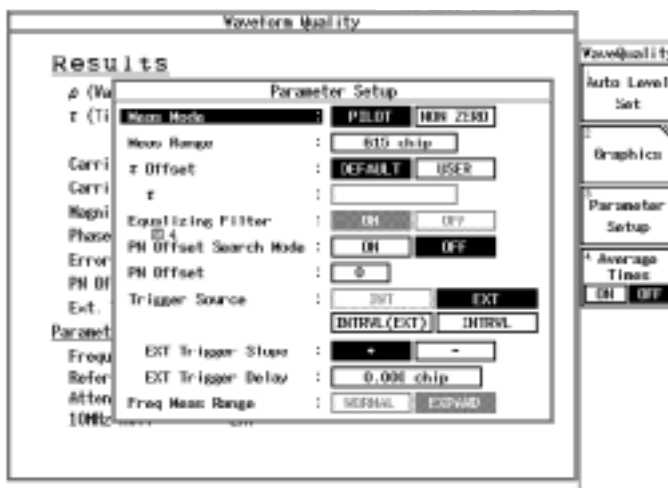 Waveform Quality
Results
Parameter Setup
ρ (Wa
τ (Ti
Carri
Carri
Magni
Phase
Error
PN Of
Ext.
Paramet
Frequ
Refer
Atten
10MHz
Meas Mode : PILOT NON ZERO
Meas Range : 615 chip
τ Offset : DEFAULT USER
τ :
Equalizing Filter : ON OFF
4
PN Offset Search Mode : ON OFF
PN Offset : 0
Trigger Source : INT EXT
INTRVL(EXT) INTRVL
EXT Trigger Slope : + -
EXT Trigger Delay : 0.000 chip
Freq Meas Range : NORMAL EXPAND
WaveQuality
Auto Level
Set
2
Graphics
3
Parameter
Setup
4 Average
Times
ON OFF